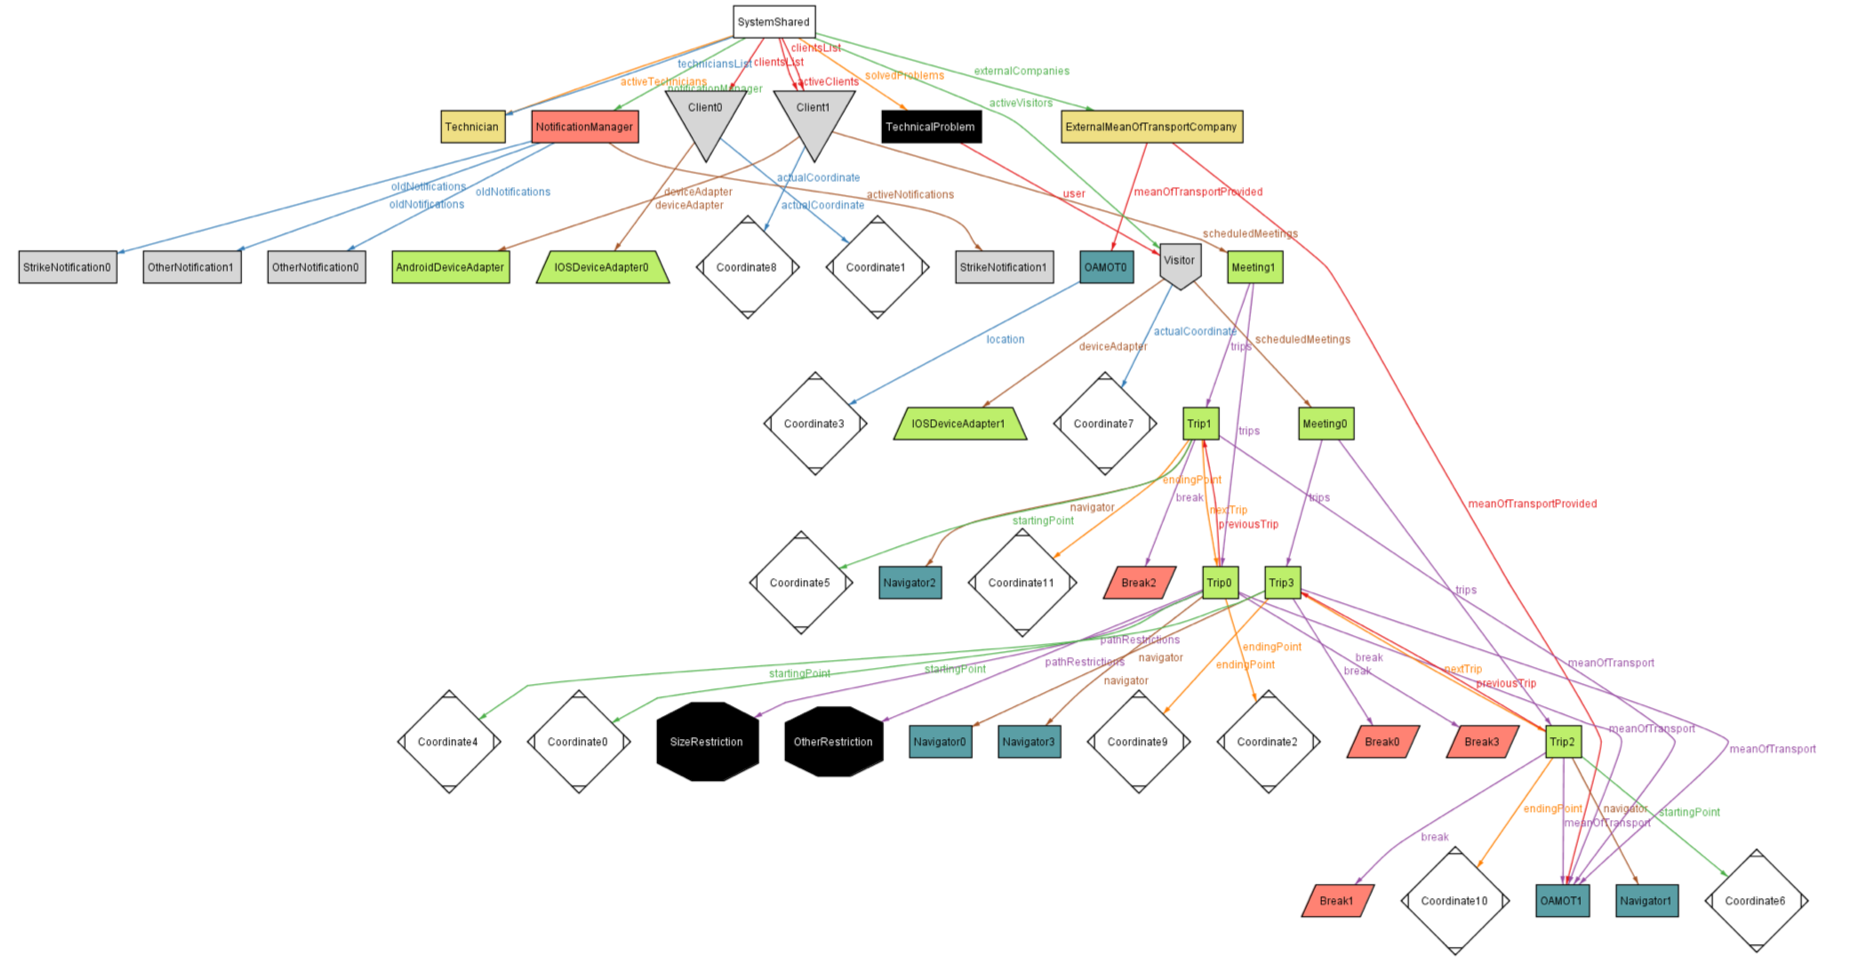 SystemShared
clientsList
techniciansList
clientsList
externalCompanies
activeTechnicians
activeClients
solvedProblems
notificationManager
activeVisitors
Technician
NotificationManager
Client0
Client1
TechnicalProblem
ExternalMeanOfTransportCompany
oldNotifications
oldNotifications
oldNotifications
deviceAdapter
deviceAdapter
actualCoordinate
actualCoordinate
activeNotifications
user
meanOfTransportProvided
scheduledMeetings
StrikeNotification0
OtherNotification1
OtherNotification0
AndroidDeviceAdapter
IOSDeviceAdapter0
Coordinate8
Coordinate1
StrikeNotification1
OAMOT0
Visitor
Meeting1
location
deviceAdapter
actualCoordinate
trips
scheduledMeetings
Coordinate3
IOSDeviceAdapter1
Coordinate7
Trip1
Meeting0
trips
endingPoint
navigator
startingPoint
break
nextTrip
previousTrip
trips
meanOfTransportProvided
Coordinate5
Navigator2
Coordinate11
Break2
Trip0
Trip3
trips
pathRestrictions
startingPoint
startingPoint
pathRestrictions
navigator
navigator
endingPoint
endingPoint
break
break
nextTrip
previousTrip
meanOfTransport
meanOfTransport
meanOfTransport
Coordinate4
Coordinate0
SizeRestriction
OtherRestriction
Navigator0
Navigator3
Coordinate9
Coordinate2
Break0
Break3
Trip2
break
endingPoint
navigator
meanOfTransport
startingPoint
Break1
Coordinate10
OAMOT1
Navigator1
Coordinate6